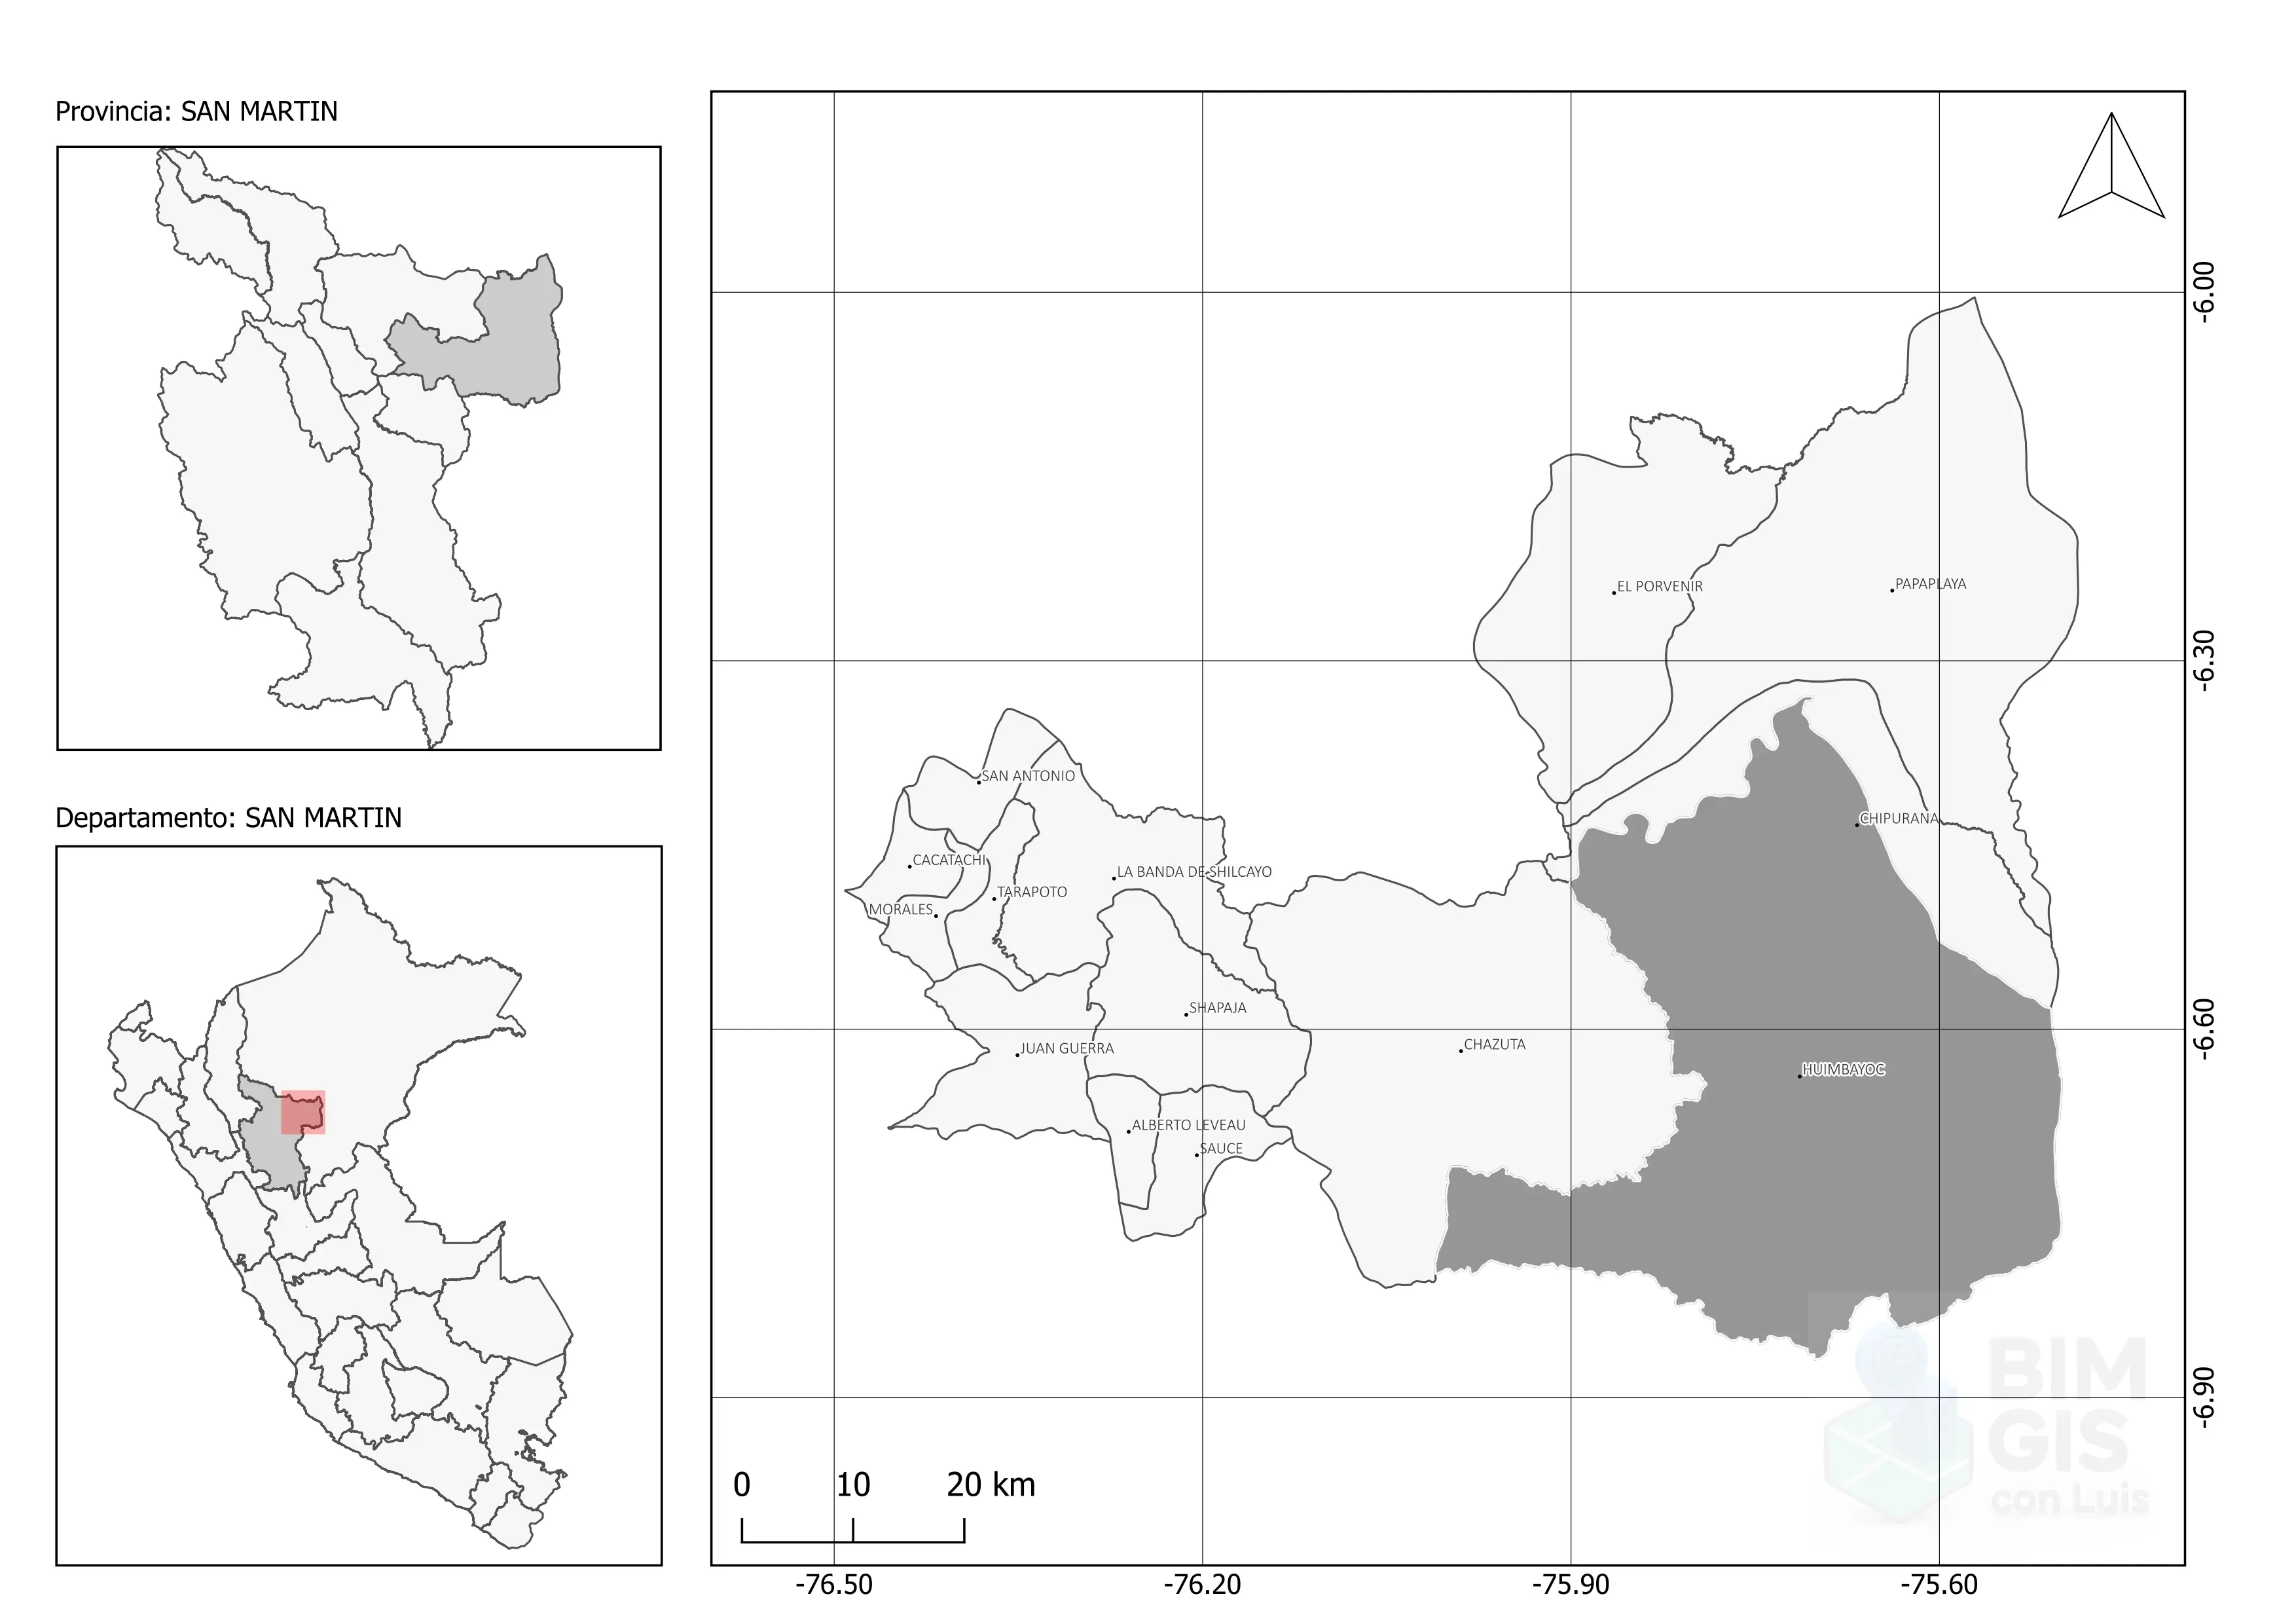 Provincia: SAN MARTIN
Departamento: SAN MARTIN
-6.00
EL PORVENIR
PAPAPLAYA
-6.30
SAN ANTONIO
CHIPURANA
CACATACHI
LA BANDA DE SHILCAYO
TARAPOTO
MORALES
SHAPAJA
-6.60
JUAN GUERRA
CHAZUTA
HUIMBAYOC
ALBERTO LEVEAU
SAUCE
-6.90
BIM
GIS
con Luis
0 10 20 km
-76.50 -76.20 -75.90 -75.60